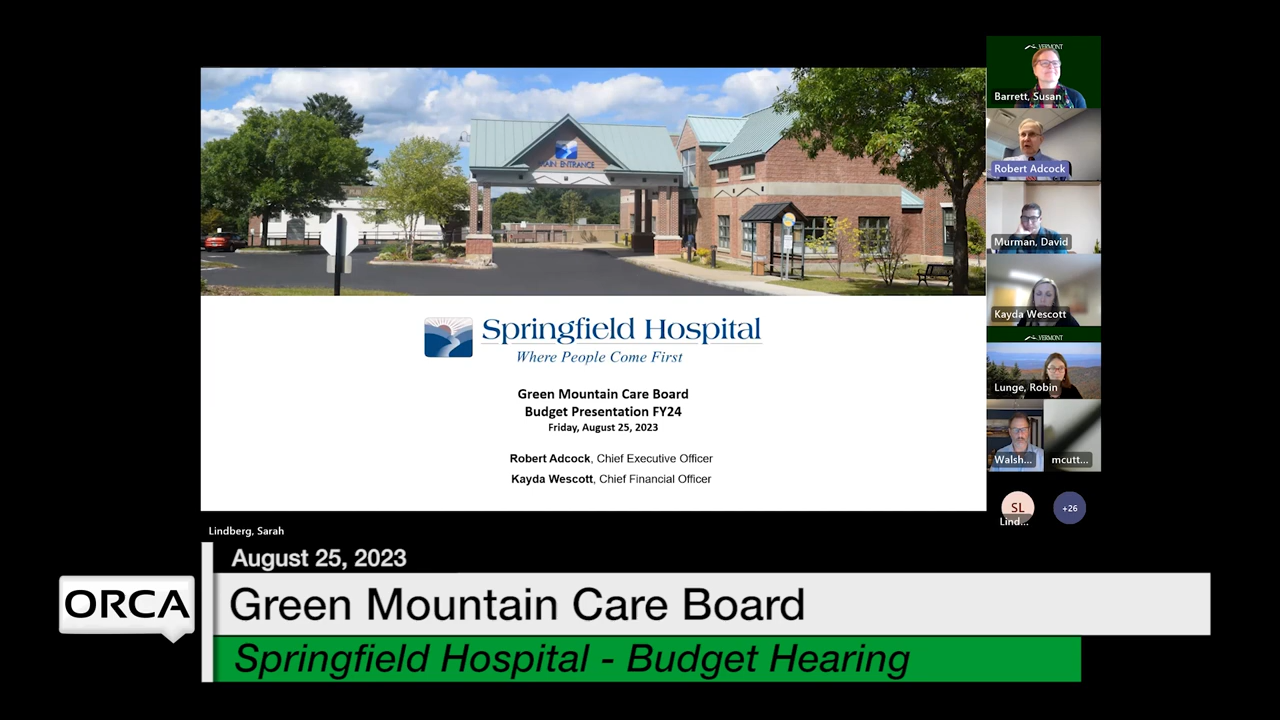 MAIN ENTRANCE
Springfield Hospital
Where People Come First
Green Mountain Care Board
Budget Presentation FY24
Friday, August 25, 2023
Robert Adcock, Chief Executive Officer
Kayda Wescott, Chief Financial Officer
VERMONT
Barrett, Susan
Robert Adcock
Murman, David
Kayda Wescott
VERMONT
Lunge, Robin
Walsh...
mcutt...
SL
Lind...
+26
Lindberg, Sarah
August 25, 2023
ORCA
Green Mountain Care Board
Springfield Hospital - Budget Hearing